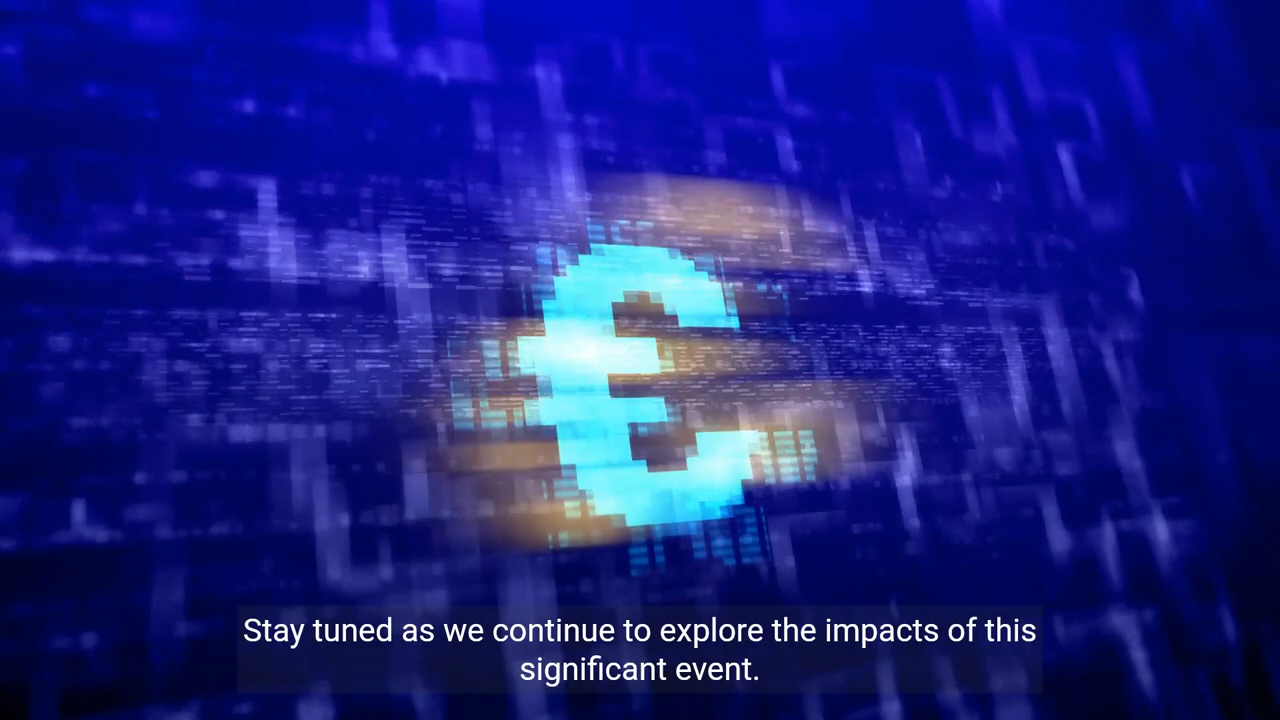 €
Stay tuned as we continue to explore the impacts of this
significant event.